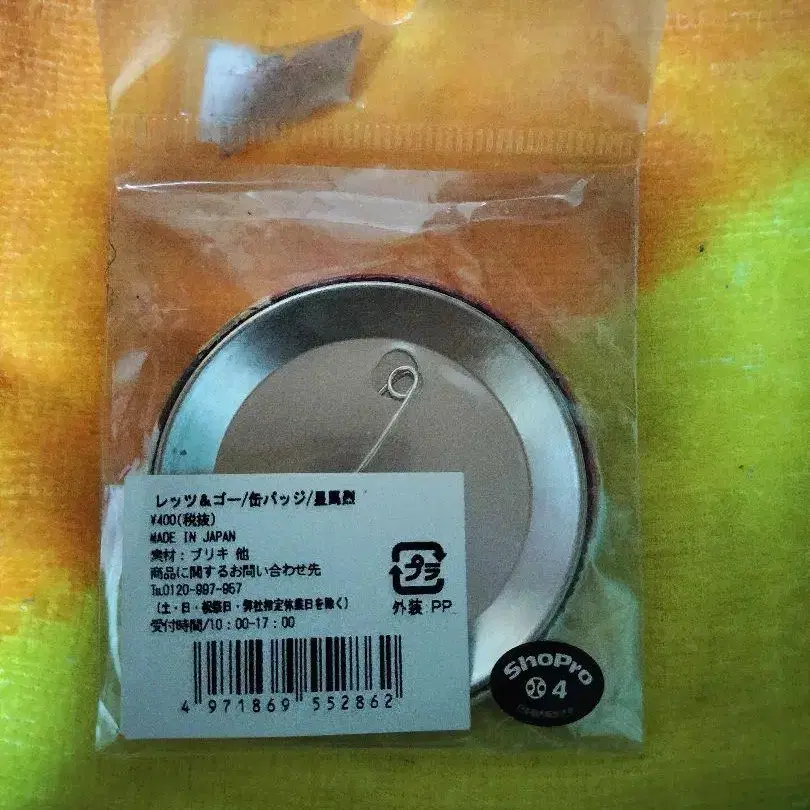 レッツ&ゴー/缶バッジ/星馬烈
¥400(税抜)
MADE IN JAPAN
素材：ブリキ 他
商品に関するお問い合わせ先
℡0120-997-967
(土・日・祝祭日・弊社指定休業日を除く)
受付時間/10：00-17：00
4 971869 552862
プラ
外装 PP
ShoPro
4